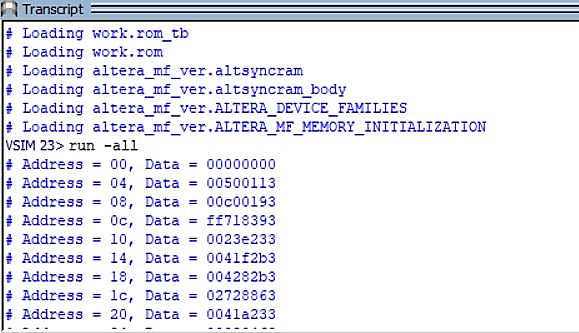 Transcript
# Loading work.rom_tb
# Loading work.rom
# Loading altera_mf_ver.altsyncram
# Loading altera_mf_ver.altsyncram_body
# Loading altera_mf_ver.ALTERA_DEVICE_FAMILIES
# Loading altera_mf_ver.ALTERA_MF_MEMORY_INITIALIZATION
VSIM 23> run -all
# Address = 00, Data = 00000000
# Address = 04, Data = 00500113
# Address = 08, Data = 00c00193
# Address = 0c, Data = ff718393
# Address = 10, Data = 0023e233
# Address = 14, Data = 0041f2b3
# Address = 18, Data = 004282b3
# Address = 1c, Data = 02728863
# Address = 20, Data = 0041a233